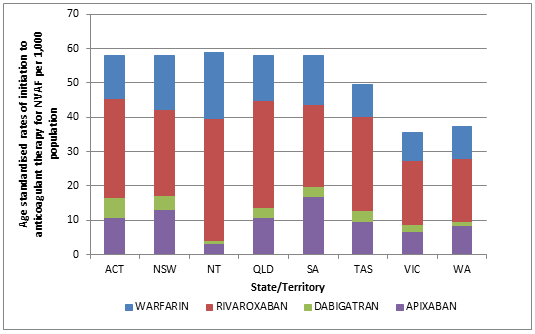 Age standardised rates of initiation to
anticoagulant therapy for NVAF per 1,000
population
70
60
50
40
30
20
10
0
ACT NSW NT QLD SA TAS VIC WA
State/Territory
WARFARIN RIVAROXABAN DABIGATRAN APIXABAN